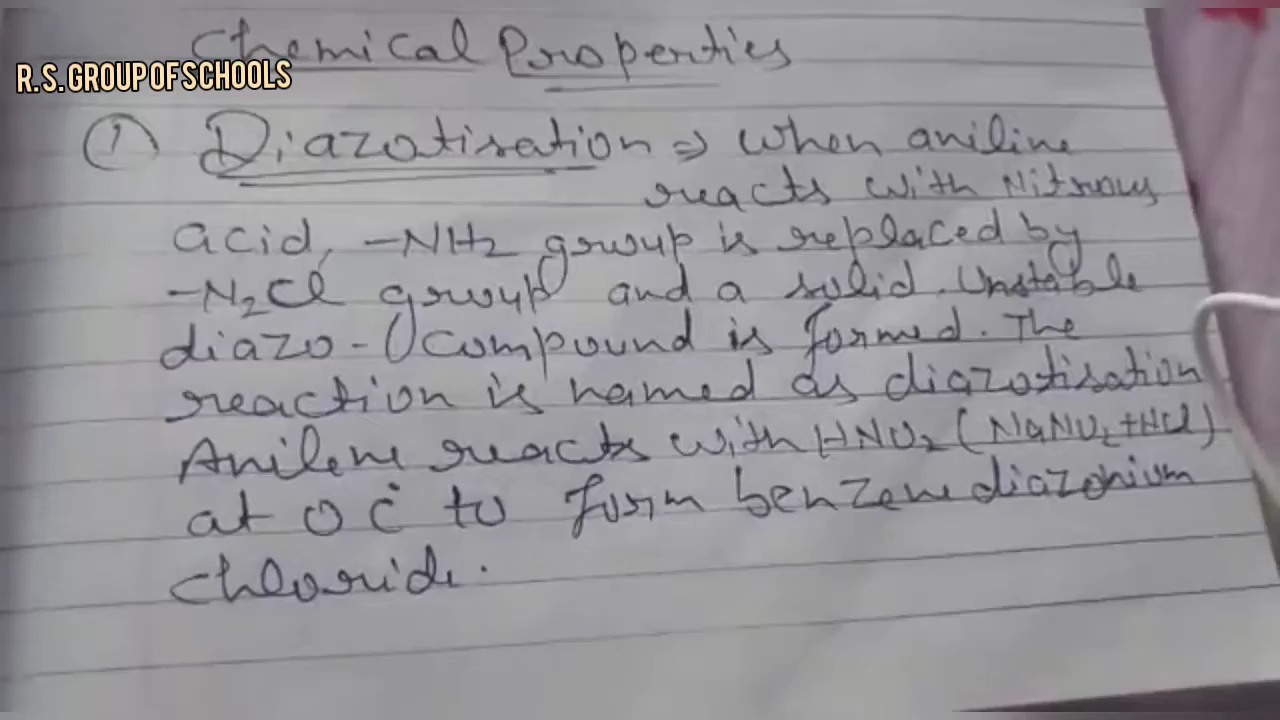 Chemical Properties
R.S. GROUP OF SCHOOLS
① Diazotisation ⇒ When aniline
reacts with Nitrous
acid, -NH2 group is replaced by
-N2Cl group and a solid. Unstable
diazo - compound is formed. The
reaction is named as diazotisation
Anilene reacts with HNO2 (NaNO2+HCl)
at 0°C to form benzene diazonium
chloride.